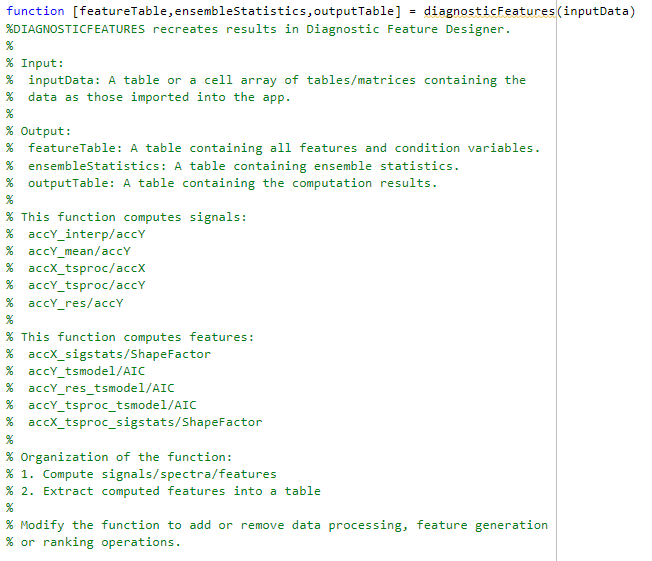 function [featureTable,ensembleStatistics,outputTable] = diagnosticFeatures(inputData)
%DIAGNOSTICFEATURES recreates results in Diagnostic Feature Designer.
%
% Input:
%  inputData: A table or a cell array of tables/matrices containing the
%  data as those imported into the app.
%
% Output:
%  featureTable: A table containing all features and condition variables.
%  ensembleStatistics: A table containing ensemble statistics.
%  outputTable: A table containing the computation results.
%
% This function computes signals:
%  accY_interp/accY
%  accY_mean/accY
%  accX_tsproc/accX
%  accY_tsproc/accY
%  accY_res/accY
%
% This function computes features:
%  accX_sigstats/ShapeFactor
%  accY_tsmodel/AIC
%  accY_res_tsmodel/AIC
%  accY_tsproc_tsmodel/AIC
%  accX_tsproc_sigstats/ShapeFactor
%
% Organization of the function:
% 1. Compute signals/spectra/features
% 2. Extract computed features into a table
%
% Modify the function to add or remove data processing, feature generation
% or ranking operations.